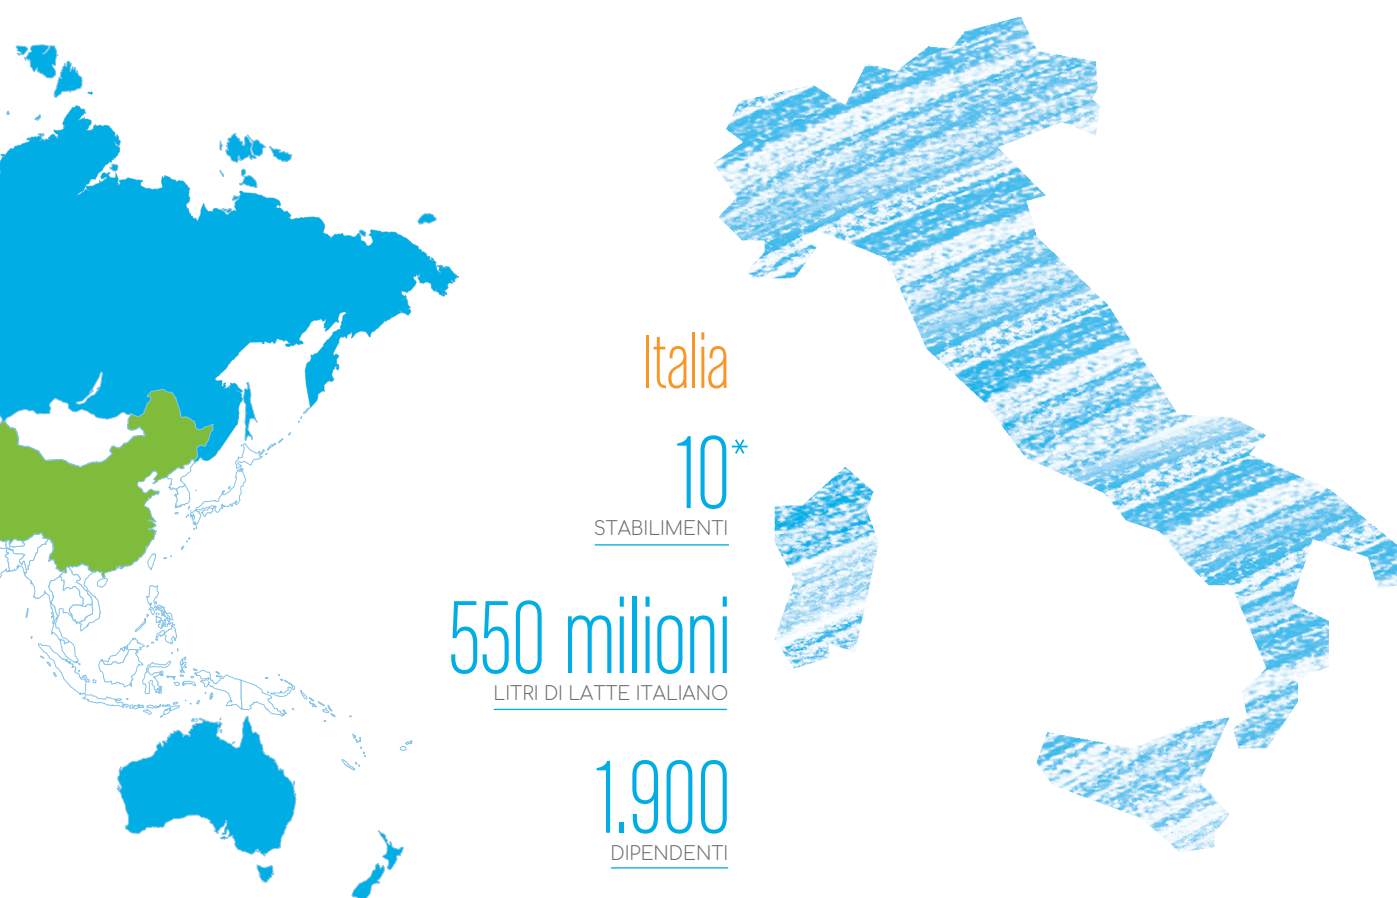 Italia
10*
STABILIMENTI
550 milioni
LITRI DI LATTE ITALIANO
1.900
DIPENDENTI